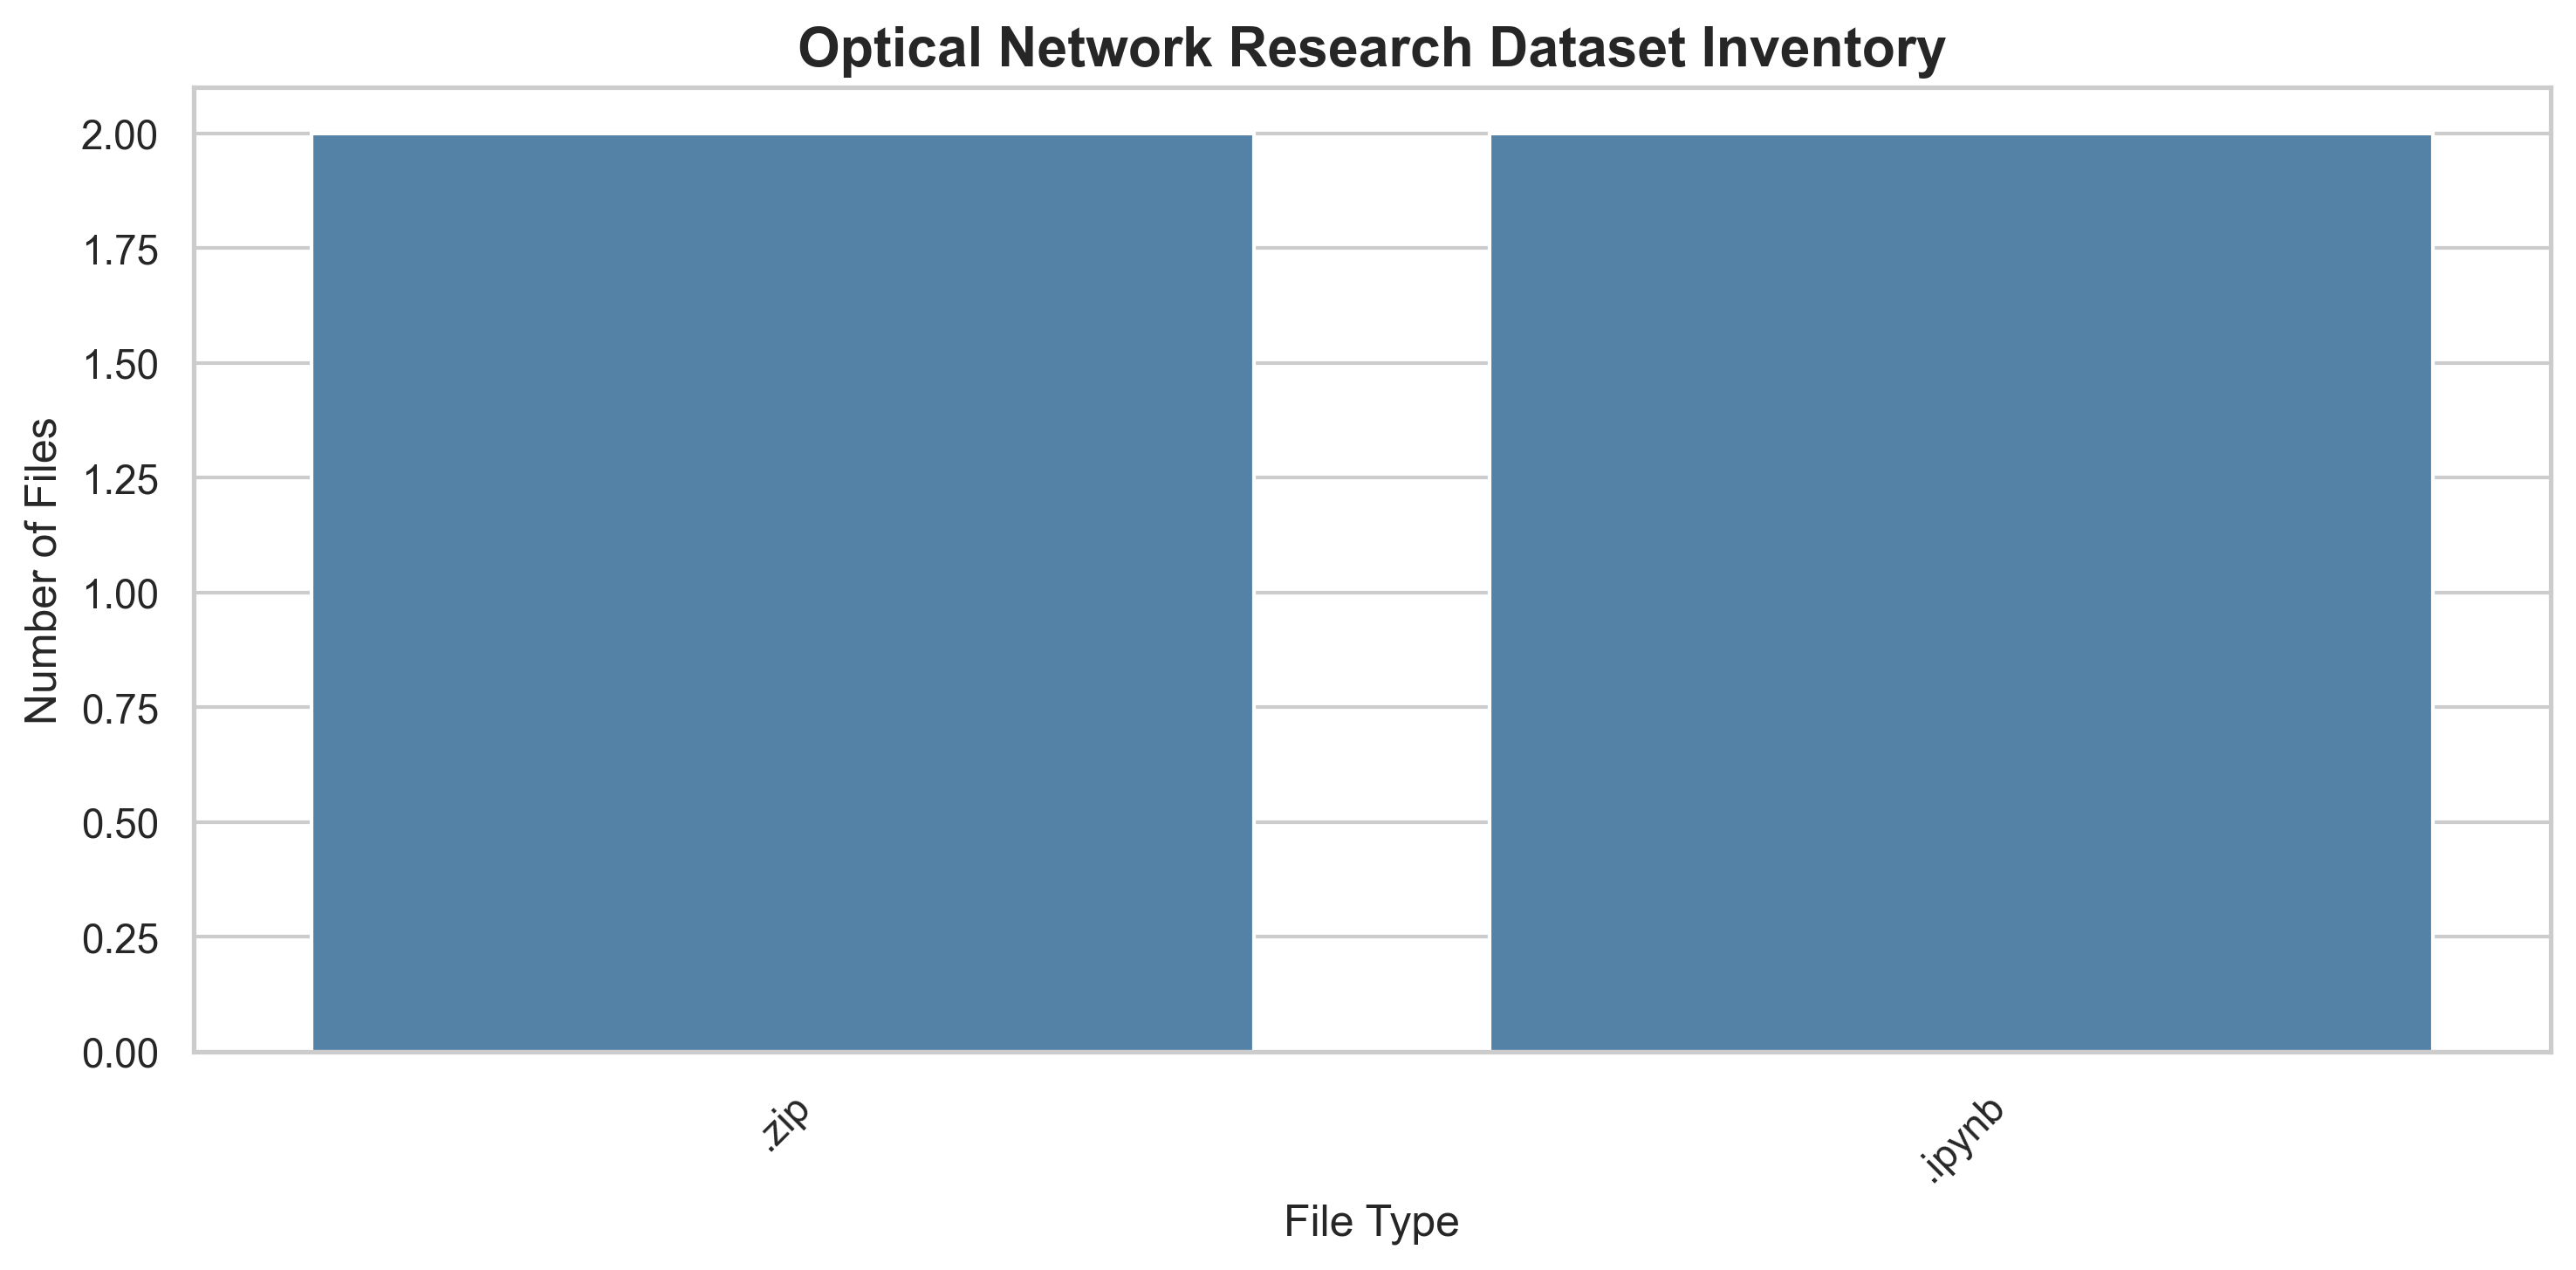 Optical Network Research Dataset Inventory
Number of Files
2.00
1.75
1.50
1.25
1.00
0.75
0.50
0.25
0.00
.zip
.ipynb
File Type